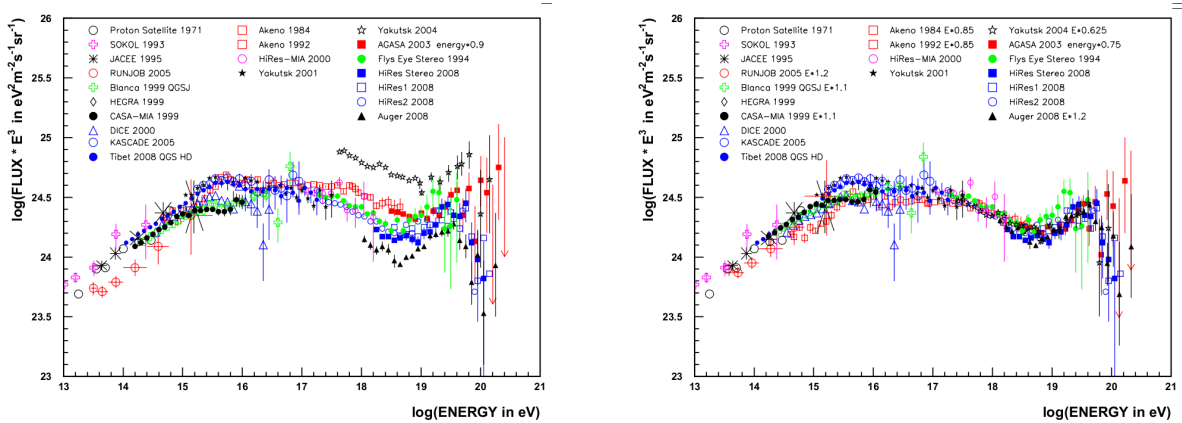 log(FLUX * E³ in eV²m⁻²s⁻¹sr⁻¹)
26
25.5
25
24.5
24
23.5
23
Proton Satellite 1971
SOKOL 1993
JACEE 1995
RUNJOB 2005
Blanca 1999 QGSJ
HEGRA 1999
CASA-MIA 1999
DICE 2000
KASCADE 2005
Tibet 2008 QGS HD
Akeno 1984
Akeno 1992
HiRes-MIA 2000
Yakutsk 2001
Yakutsk 2004
AGASA 2003 energy*0.9
Flys Eye Stereo 1994
HiRes Stereo 2008
HiRes1 2008
HiRes2 2008
Auger 2008
13 14 15 16 17 18 19 20 21
log(ENERGY in eV)
log(FLUX * E³ in eV²m⁻²s⁻¹sr⁻¹)
26
25.5
25
24.5
24
23.5
23
Proton Satellite 1971
SOKOL 1993
JACEE 1995
RUNJOB 2005 E*1.2
Blanca 1999 QGSJ E*1.1
HEGRA 1999
CASA-MIA 1999 E*1.1
DICE 2000
KASCADE 2005
Tibet 2008 QGS HD
Akeno 1984 E*0.85
Akeno 1992 E*0.85
HiRes-MIA 2000
Yakutsk 2001
Yakutsk 2004 E*0.625
AGASA 2003 energy*0.75
Flys Eye Stereo 1994
HiRes Stereo 2008
HiRes1 2008
HiRes2 2008
Auger 2008 E*1.2
13 14 15 16 17 18 19 20 21
log(ENERGY in eV)